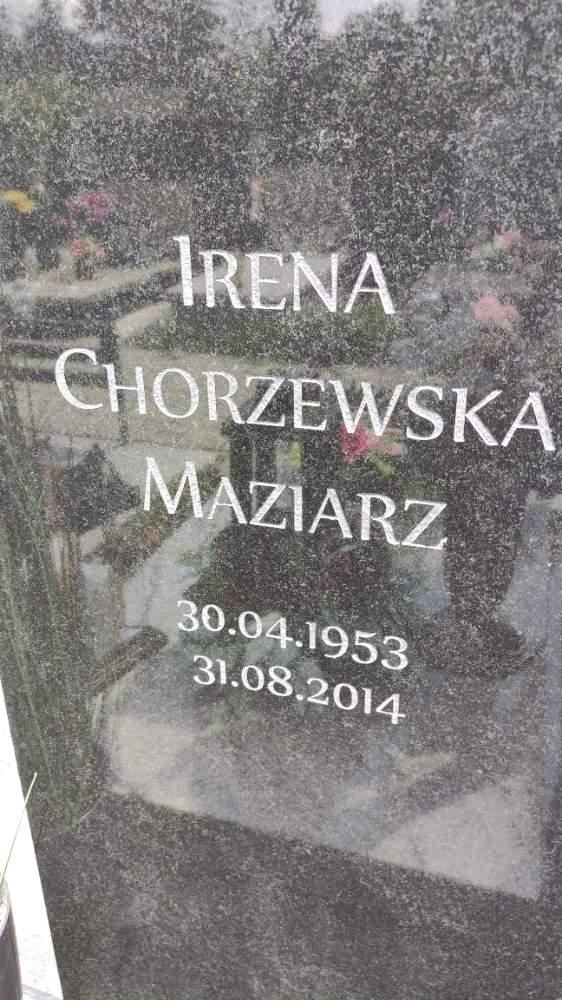 IRENA
CHORZEWSKA
MAZIARZ
30.04.1953
31.08.2014